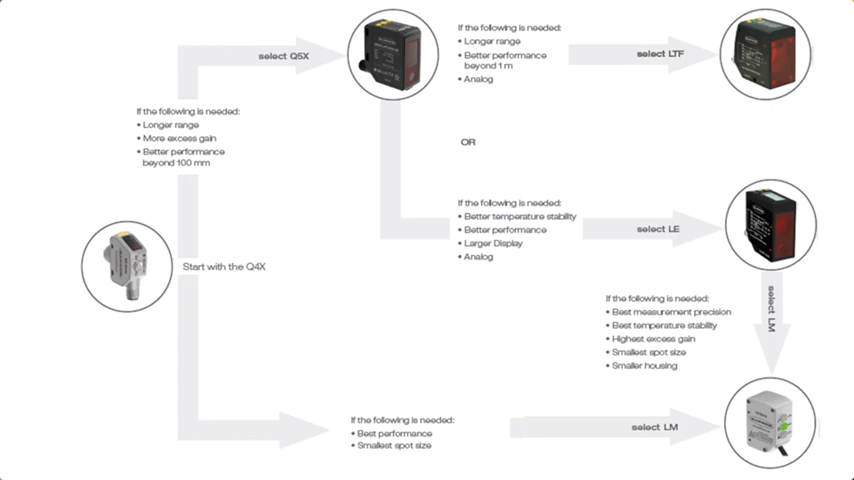 If the following is needed:
• Longer range
• More excess gain
• Better performance
beyond 100 mm
Start with the Q4X
select Q5X
If the following is needed:
• Longer range
• Better performance
beyond 1 m
• Analog
select LTF
OR
If the following is needed:
• Better temperature stability
• Better performance
• Larger Display
• Analog
select LE
If the following is needed:
• Best measurement precision
• Best temperature stability
• Highest excess gain
• Smallest spot size
• Smaller housing
select LM
If the following is needed:
• Best performance
• Smallest spot size
select LM